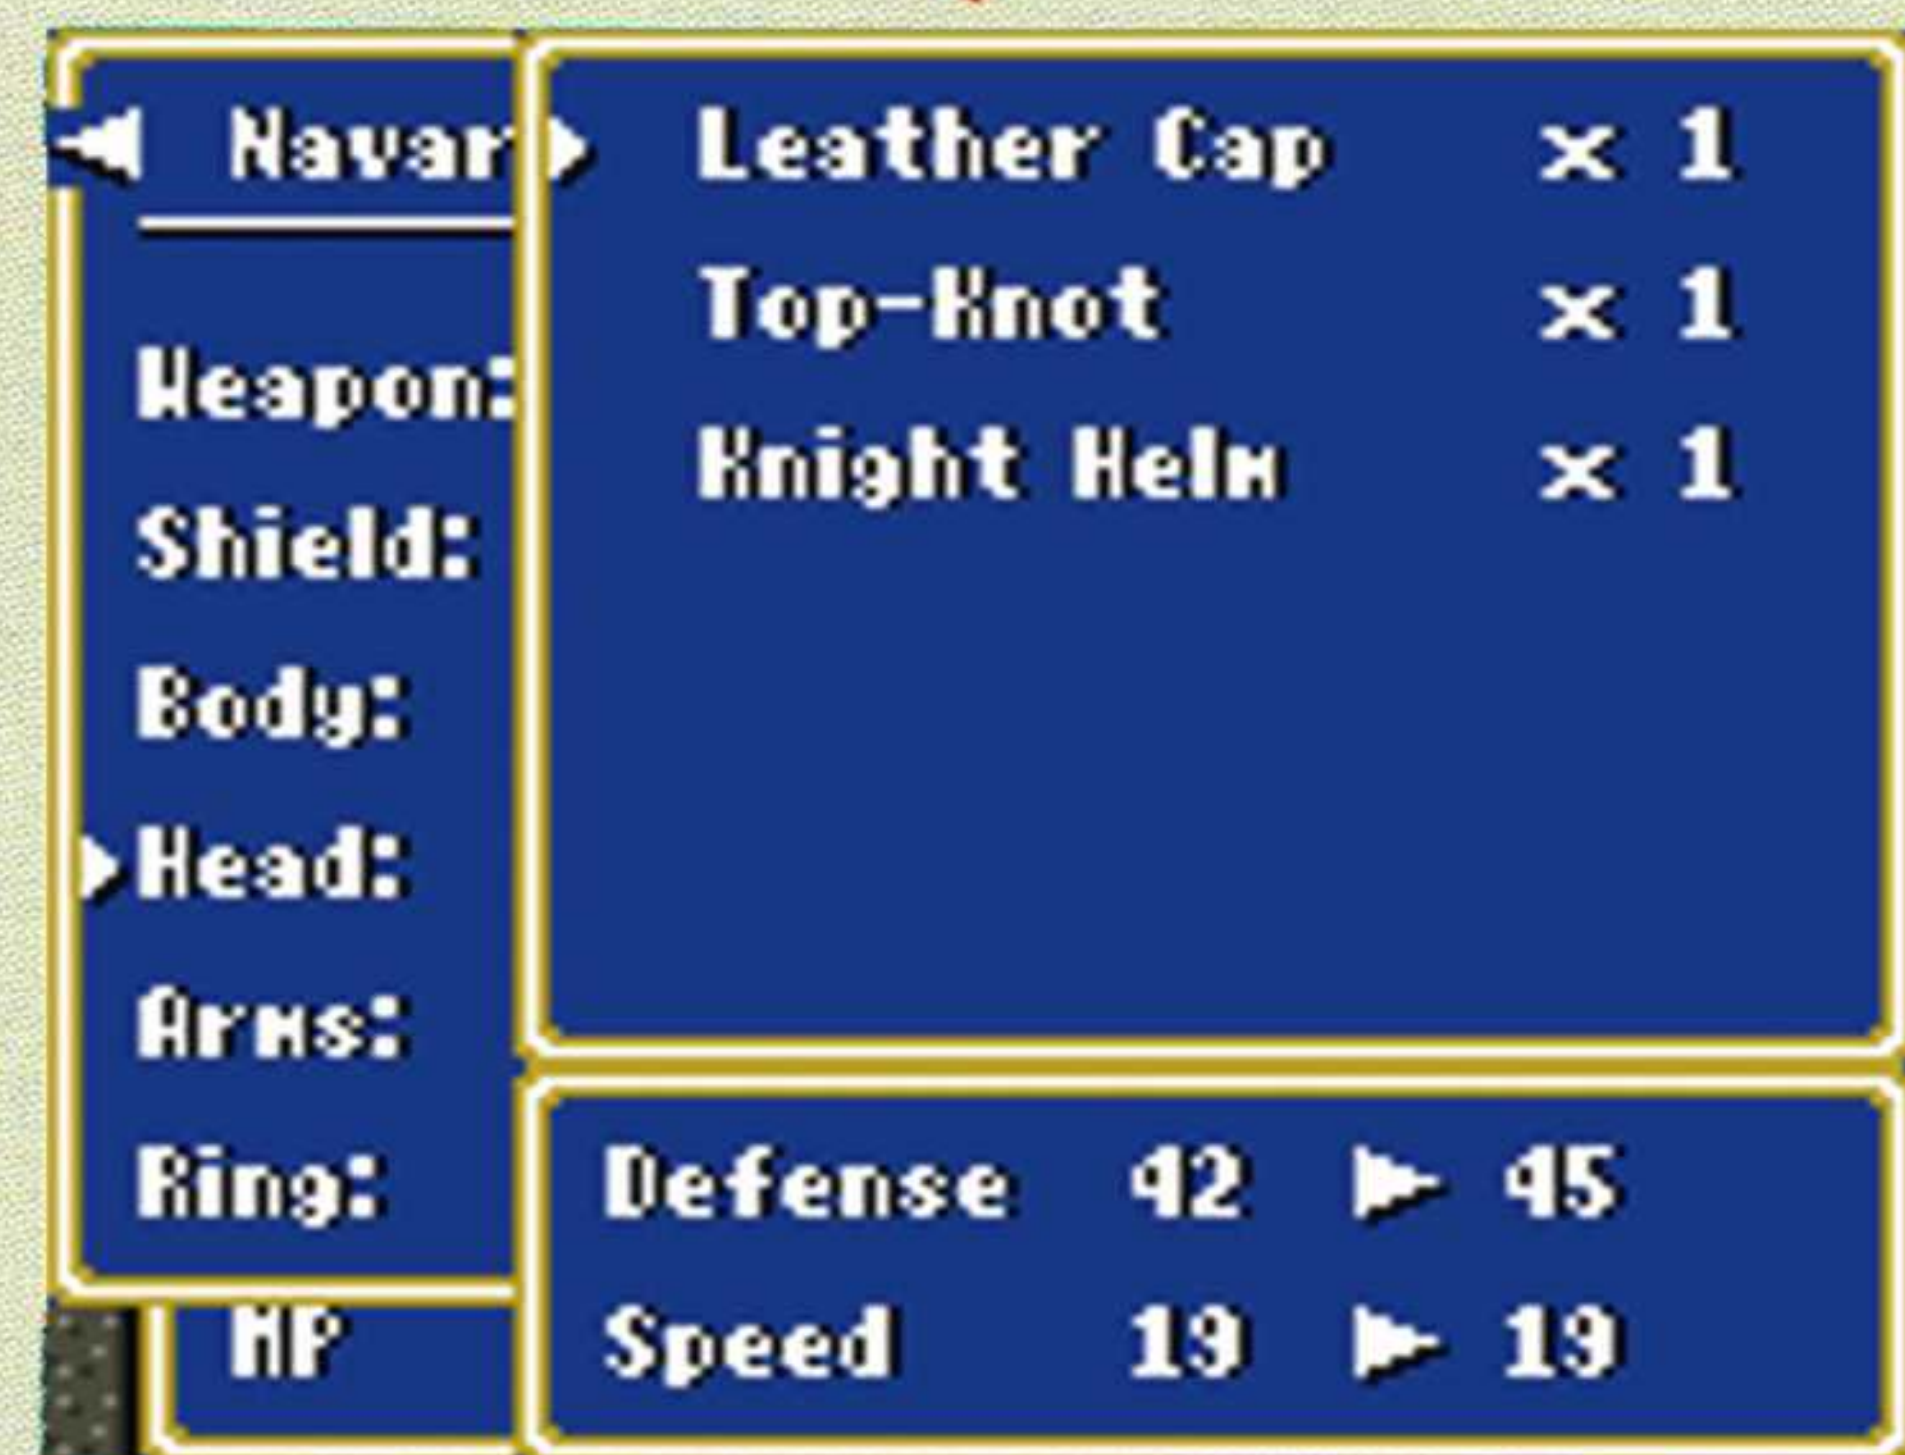 Navar
Leather Cap x 1
Top-Knot x 1
Knight Helm x 1
Weapon:
Shield:
Body:
Head:
Arms:
Ring:
MP
Defense 42 ▶ 45
Speed 19 ▶ 19